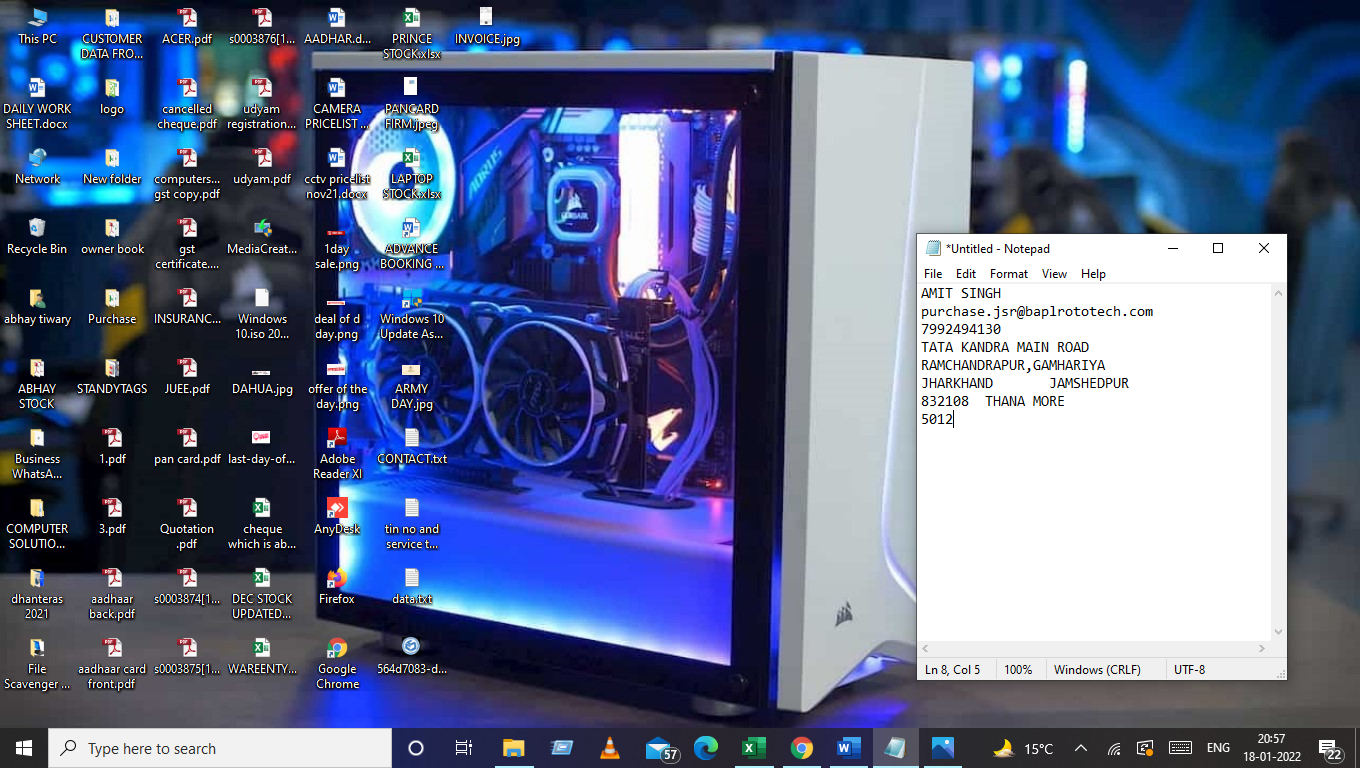 This PC
CUSTOMER DATA FRO...
ACER.pdf
s0003876[1...
AADHAR.d...
PRINCE STOCK.xlsx
INVOICE.jpg
DAILY WORK SHEET.docx
logo
cancelled cheque.pdf
udyam registration...
CAMERA PRICELIST ...
PANCARD FIRM.jpeg
Network
New folder
computers... gst copy.pdf
udyam.pdf
cctv pricelist nov21.docx
LAPTOP STOCK.xlsx
Recycle Bin
owner book
gst certificate....
MediaCreat...
1day sale.png
ADVANCE BOOKING ...
abhay tiwary
Purchase
INSURANC...
Windows 10.iso 20...
deal of d day.png
Windows 10 Update As...
ABHAY STOCK
STANDYTAGS
JUEE.pdf
DAHUA.jpg
offer of the day.png
ARMY DAY.jpg
Business WhatsA...
1.pdf
pan card.pdf
last-day-of...
Adobe Reader XI
CONTACT.txt
COMPUTER SOLUTIO...
3.pdf
Quotation .pdf
cheque which is ab...
AnyDesk
tin no and service t...
dhanteras 2021
aadhaar back.pdf
s0003874[1...
DEC STOCK UPDATED...
Firefox
data.txt
File Scavenger ...
aadhaar card front.pdf
s0003875[1...
WAREENTY...
Google Chrome
564d7083-d...
AORUS
CORSAIR
*Untitled - Notepad
File Edit Format View Help
AMIT SINGH
purchase.jsr@baplrototech.com
7992494130
TATA KANDRA MAIN ROAD
RAMCHANDRAPUR,GAMHARIYA
JHARKHAND       JAMSHEDPUR
832108  THANA MORE
5012
Ln 8, Col 5 100% Windows (CRLF) UTF-8
Type here to search
57
15°C
ENG
20:57
18-01-2022
22